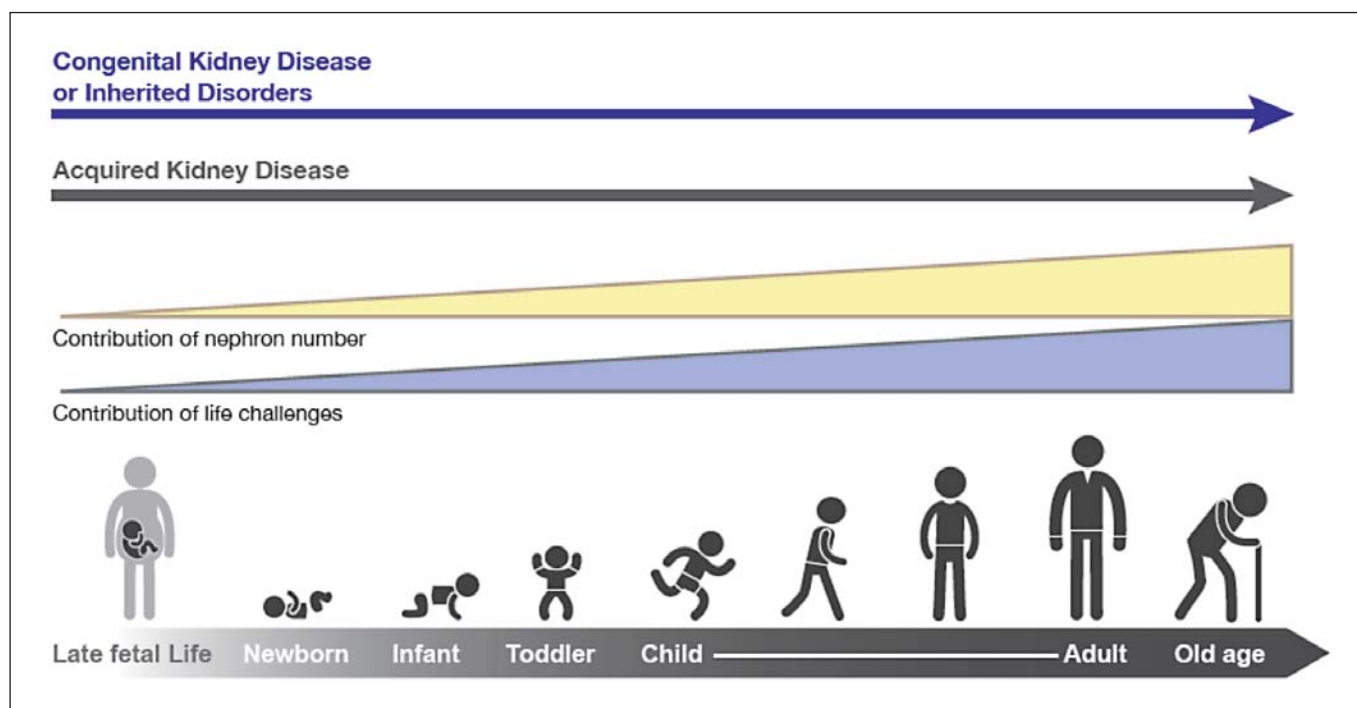 Congenital Kidney Disease
or Inherited Disorders
Acquired Kidney Disease
Contribution of nephron number
Contribution of life challenges
Late fetal Life Newborn Infant Toddler Child Adult Old age